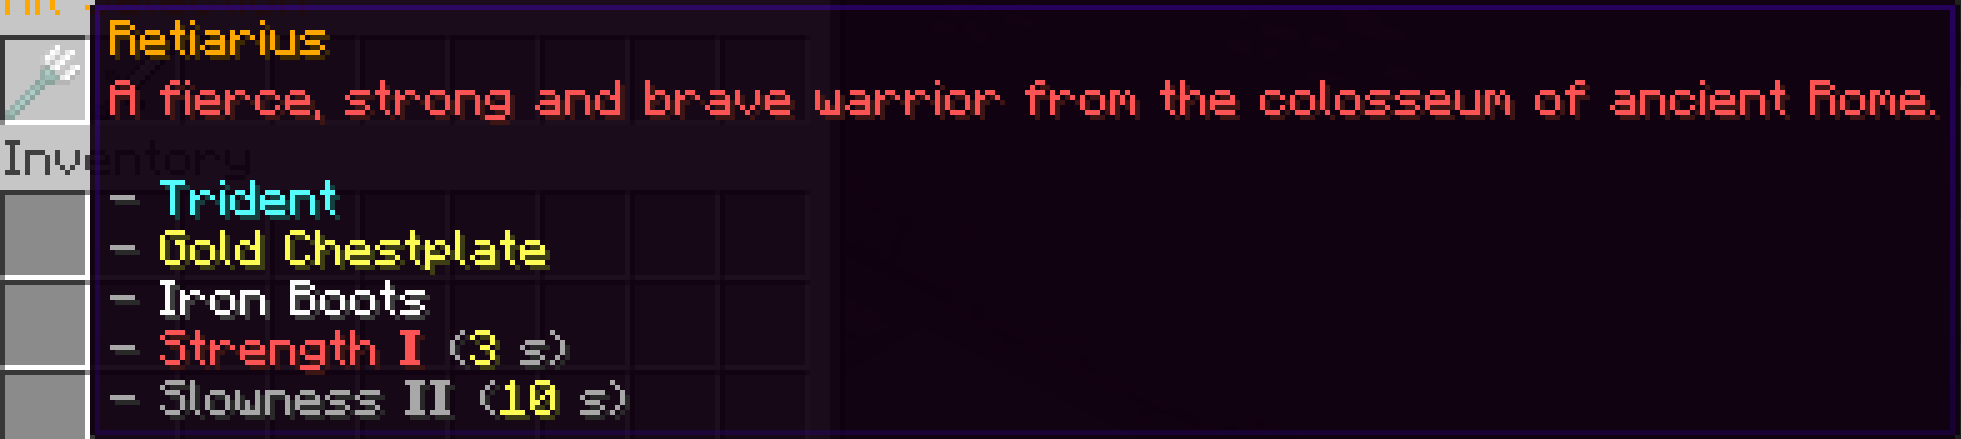 Retiarius
A fierce, strong and brave warrior from the colosseum of ancient Rome.
Inventory
- Trident
- Gold Chestplate
- Iron Boots
- Strength I (3 s)
- Slowness II (10 s)